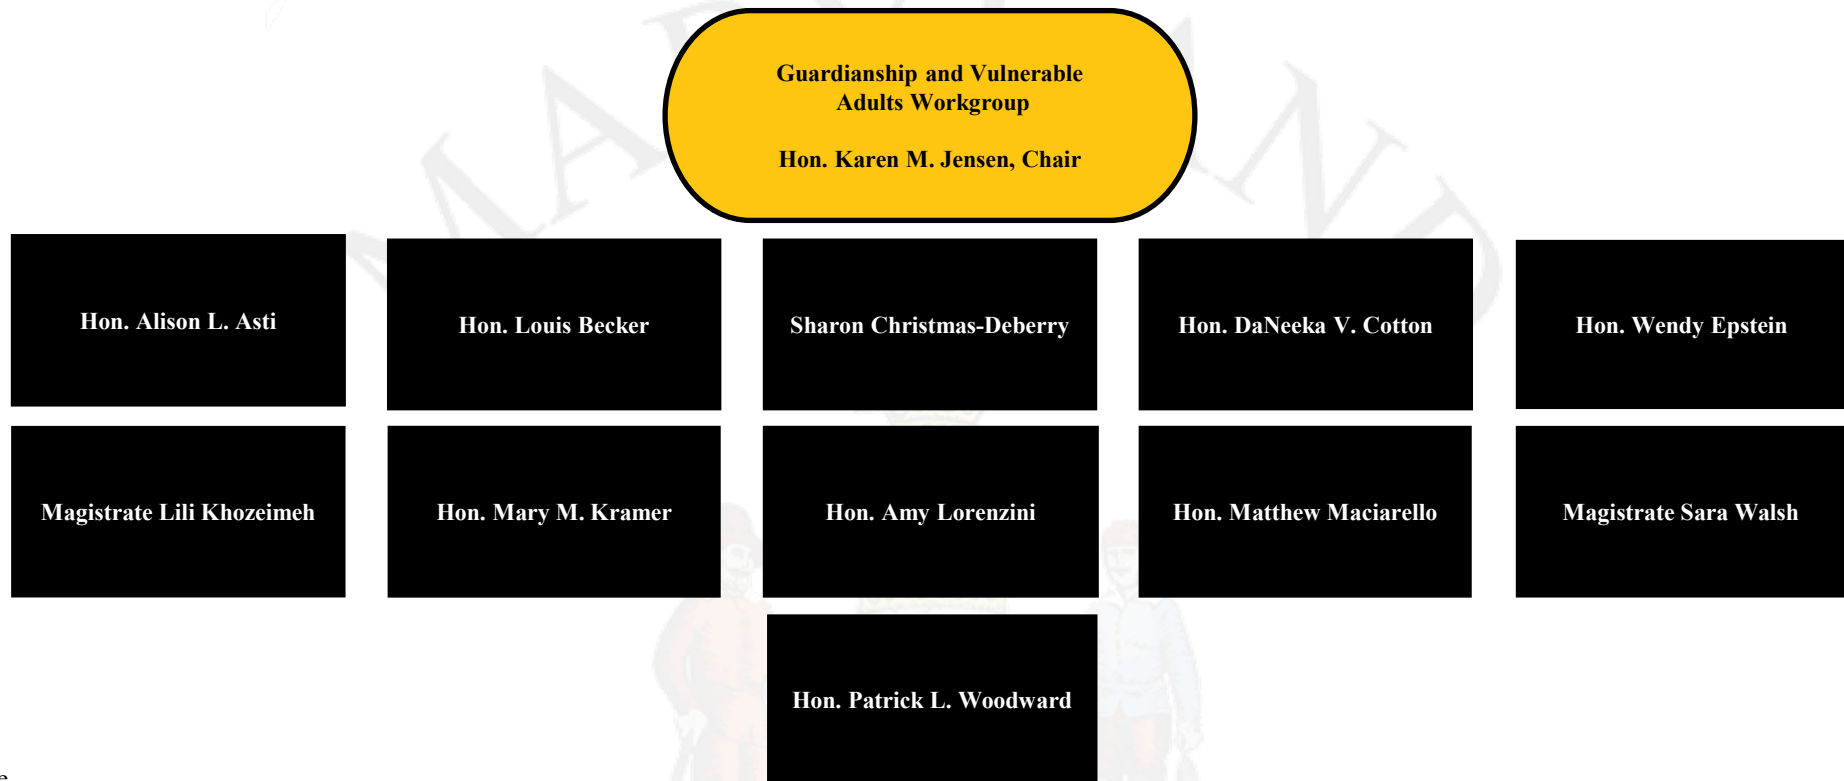 Guardianship and Vulnerable
Adults Workgroup
Hon. Karen M. Jensen, Chair
Hon. Alison L. Asti
Hon. Louis Becker
Sharon Christmas-Deberry
Hon. DaNeeka V. Cotton
Hon. Wendy Epstein
Magistrate Lili Khozeimeh
Hon. Mary M. Kramer
Hon. Amy Lorenzini
Hon. Matthew Maciarello
Magistrate Sara Walsh
Hon. Patrick L. Woodward